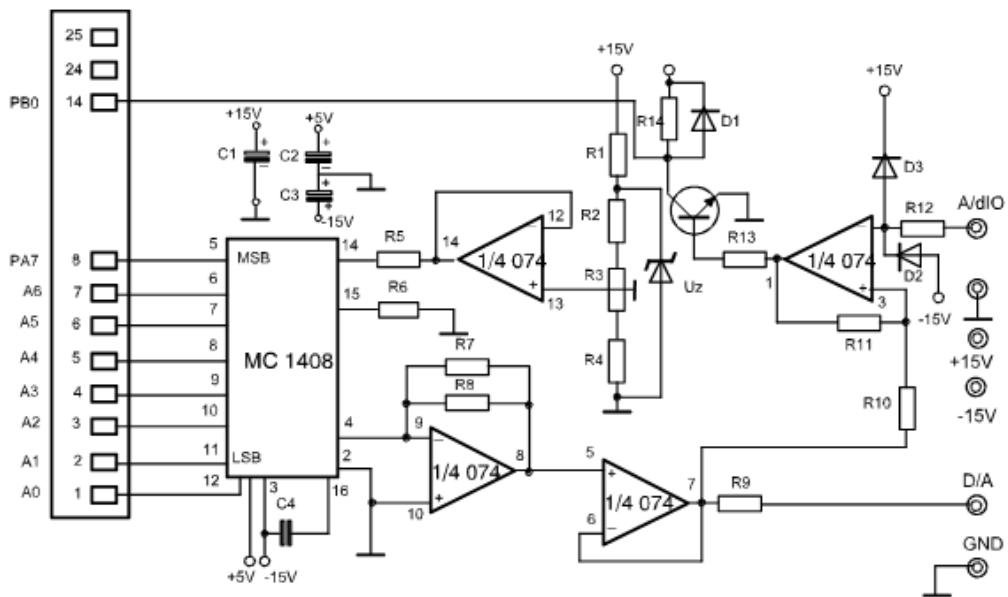 25
24
PB0 14
+15V
+5V
C1
+
−
C2
+
−
C3
+
+
-15V
+15V
R14
D1
R1
R2
R3
R4
Uz
+15V
D3
R12
A/dIO
D2
-15V
R13
1
1/4 074
−
+
3
R11
R10
+15V
-15V
PA7 8
A6 7
A5 6
A4 5
A3 4
A2 3
A1 2
A0 1
5
6
7
8
9
10
11
12
MSB
MC 1408
LSB
14
15
4
2
16
3
C4
+5V
-15V
R5
R6
14
1/4 074
12
−
+
13
R7
R8
9
−
8
1/4 074
+
10
5
+
7
1/4 074
6
−
R9
D/A
GND